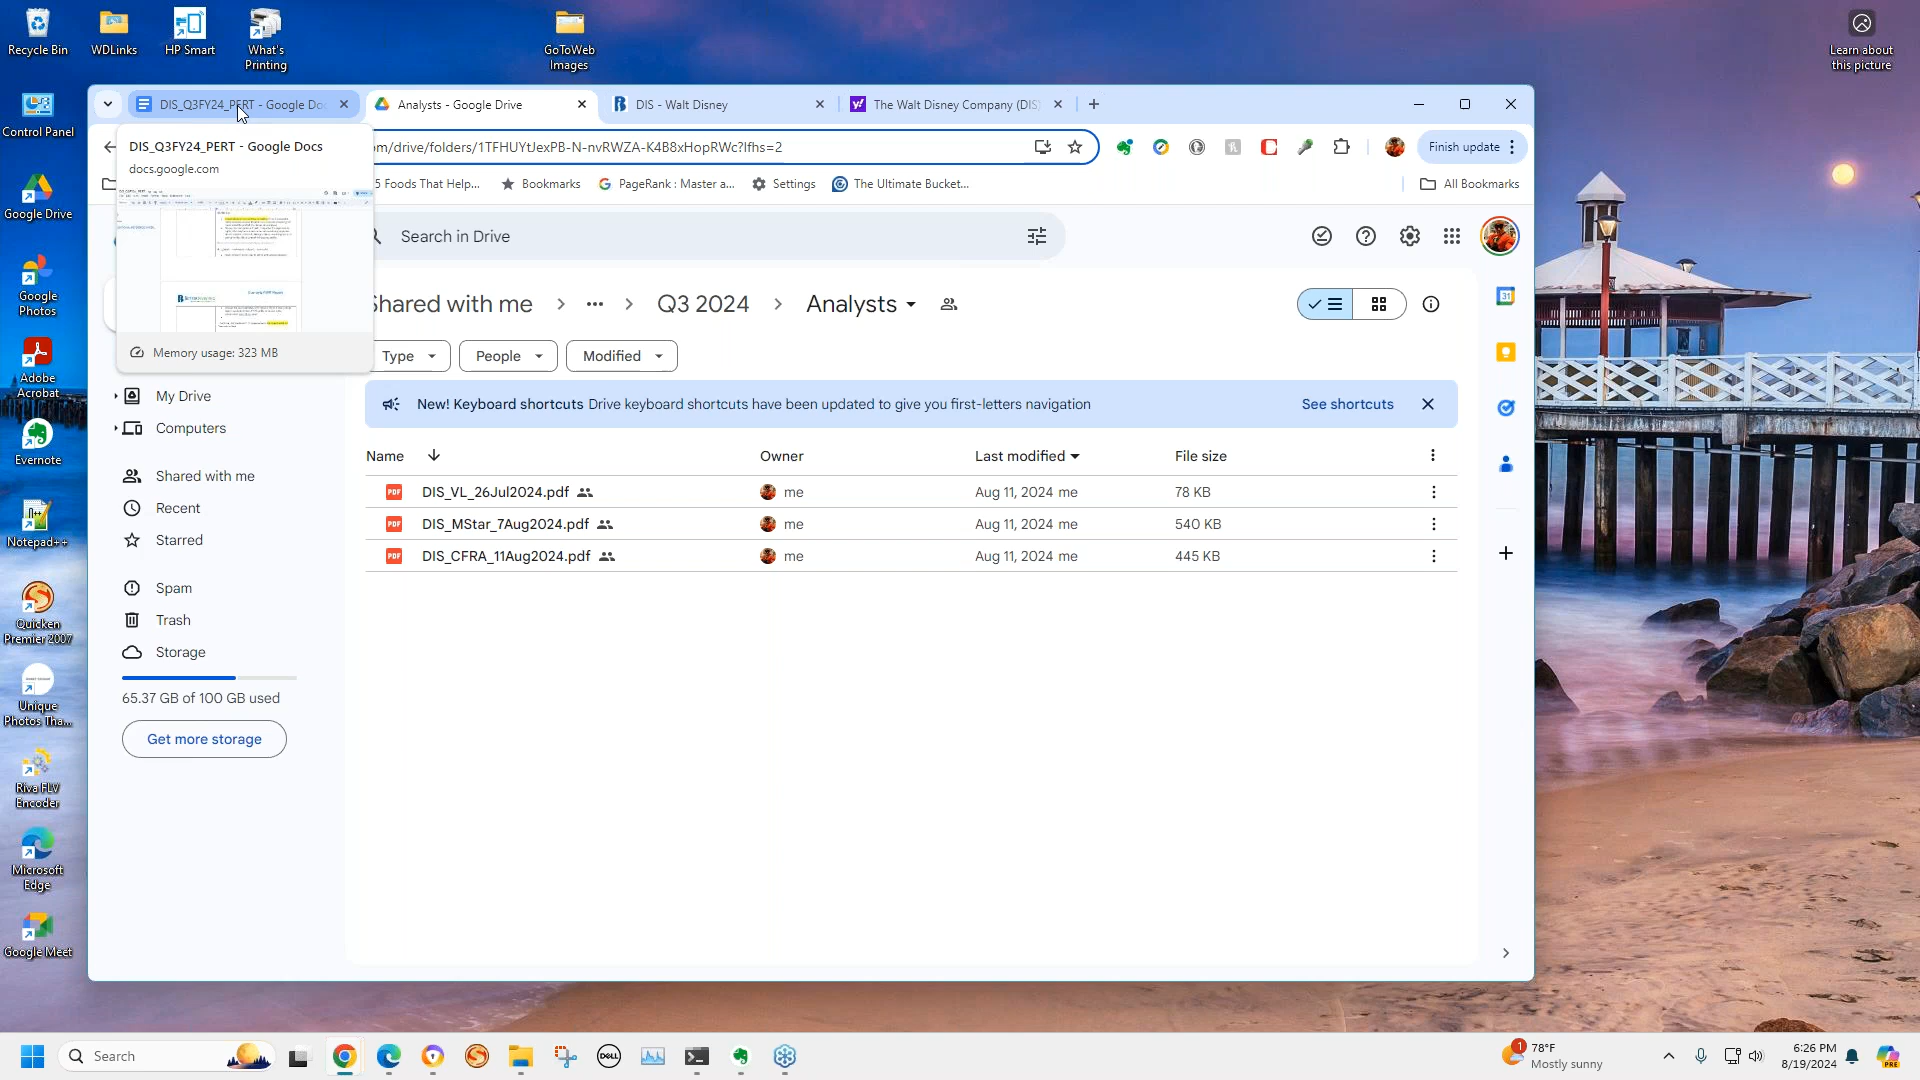 Recycle Bin
WDLinks
HP Smart
What's
Printing
GoToWeb
Images
Learn about
this picture
Control Panel
Google Drive
Google
Photos
Adobe
Acrobat
Evernote
Notepad++
Quicken
Premier 2007
Unique
Photos Tha...
Riva FLV
Encoder
Microsoft
Edge
Google Meet
DIS_Q3FY24_PERT - Google Do
Analysts - Google Drive
DIS - Walt Disney
The Walt Disney Company (DIS)
DIS_Q3FY24_PERT - Google Docs
docs.google.com
Memory usage: 323 MB
om/drive/folders/1TFHUYtJexPB-N-nvRWZA-K4B8xHopRWc?lfhs=2
Finish update
5 Foods That Help...
Bookmarks
PageRank : Master a...
Settings
The Ultimate Bucket...
All Bookmarks
Search in Drive
Shared with me
Q3 2024
Analysts
Type
People
Modified
New! Keyboard shortcuts Drive keyboard shortcuts have been updated to give you first-letters navigation
See shortcuts
My Drive
Computers
Shared with me
Recent
Starred
Spam
Trash
Storage
65.37 GB of 100 GB used
Get more storage
Name Owner Last modified File size
PDF DIS_VL_26Jul2024.pdf me Aug 11, 2024 me 78 KB
PDF DIS_MStar_7Aug2024.pdf me Aug 11, 2024 me 540 KB
PDF DIS_CFRA_11Aug2024.pdf me Aug 11, 2024 me 445 KB
31
Search
DELL
1
78°F
Mostly sunny
6:26 PM
8/19/2024
PRE